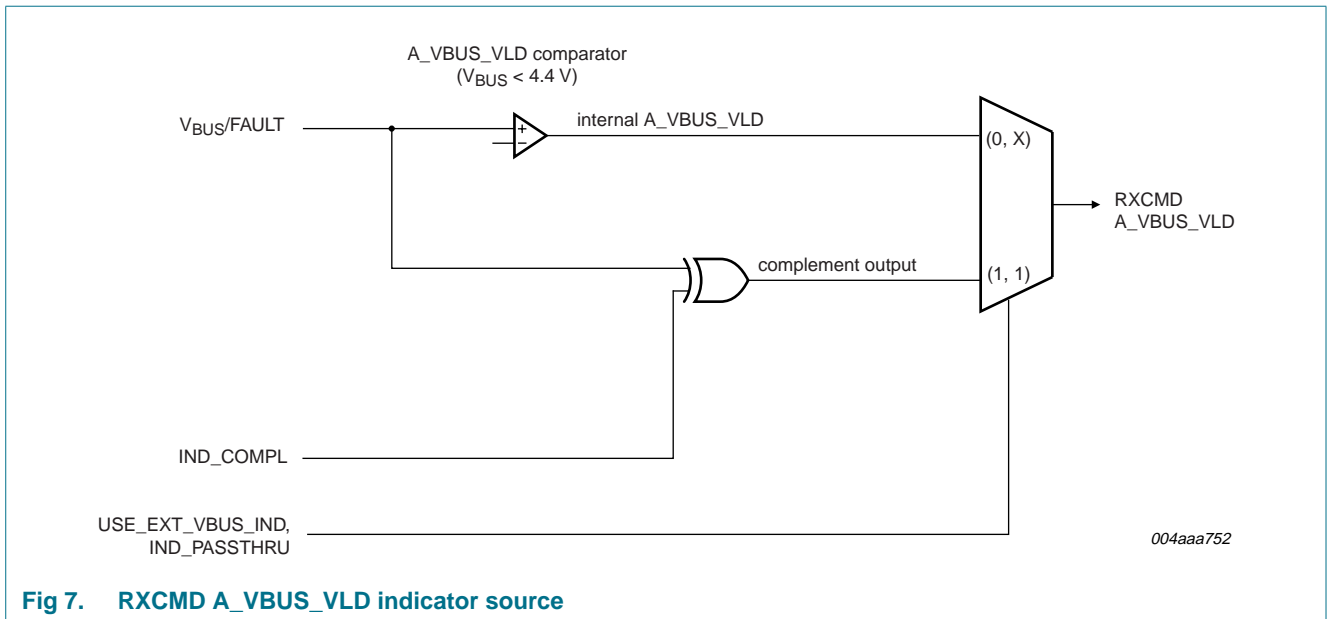 A_VBUS_VLD comparator
(VBUS < 4.4 V)
VBUS/FAULT
+
−
internal A_VBUS_VLD
(0, X)
RXCMD
A_VBUS_VLD
complement output
(1, 1)
IND_COMPL
USE_EXT_VBUS_IND,
IND_PASSTHRU
004aaa752
Fig 7. RXCMD A_VBUS_VLD indicator source